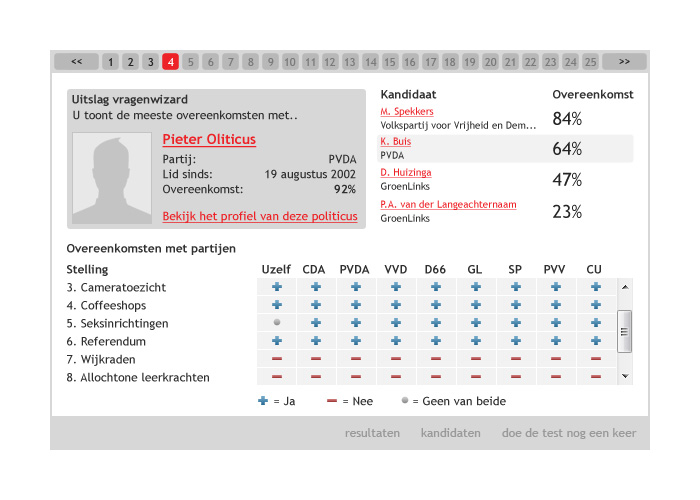 << 1 2 3 4 5 6 7 8 9 10 11 12 13 14 15 16 17 18 19 20 21 22 23 24 25 >>
Uitslag vragenwizard
U toont de meeste overeenkomsten met..
Pieter Oliticus
Partij: PVDA
Lid sinds: 19 augustus 2002
Overeenkomst: 92%
Bekijk het profiel van deze politicus
Kandidaat Overeenkomst
M. Spekkers 84%
Volkspartij voor Vrijheid en Dem...
K. Buis 64%
PVDA
D. Huizinga 47%
GroenLinks
P.A. van der Langeachternaam 23%
GroenLinks
Overeenkomsten met partijen
Stelling Uzelf CDA PVDA VVD D66 GL SP PVV CU
3. Cameratoezicht
4. Coffeeshops
5. Seksinrichtingen
6. Referendum
7. Wijkraden
8. Allochtone leerkrachten
= Ja = Nee = Geen van beide
resultaten kandidaten doe de test nog een keer